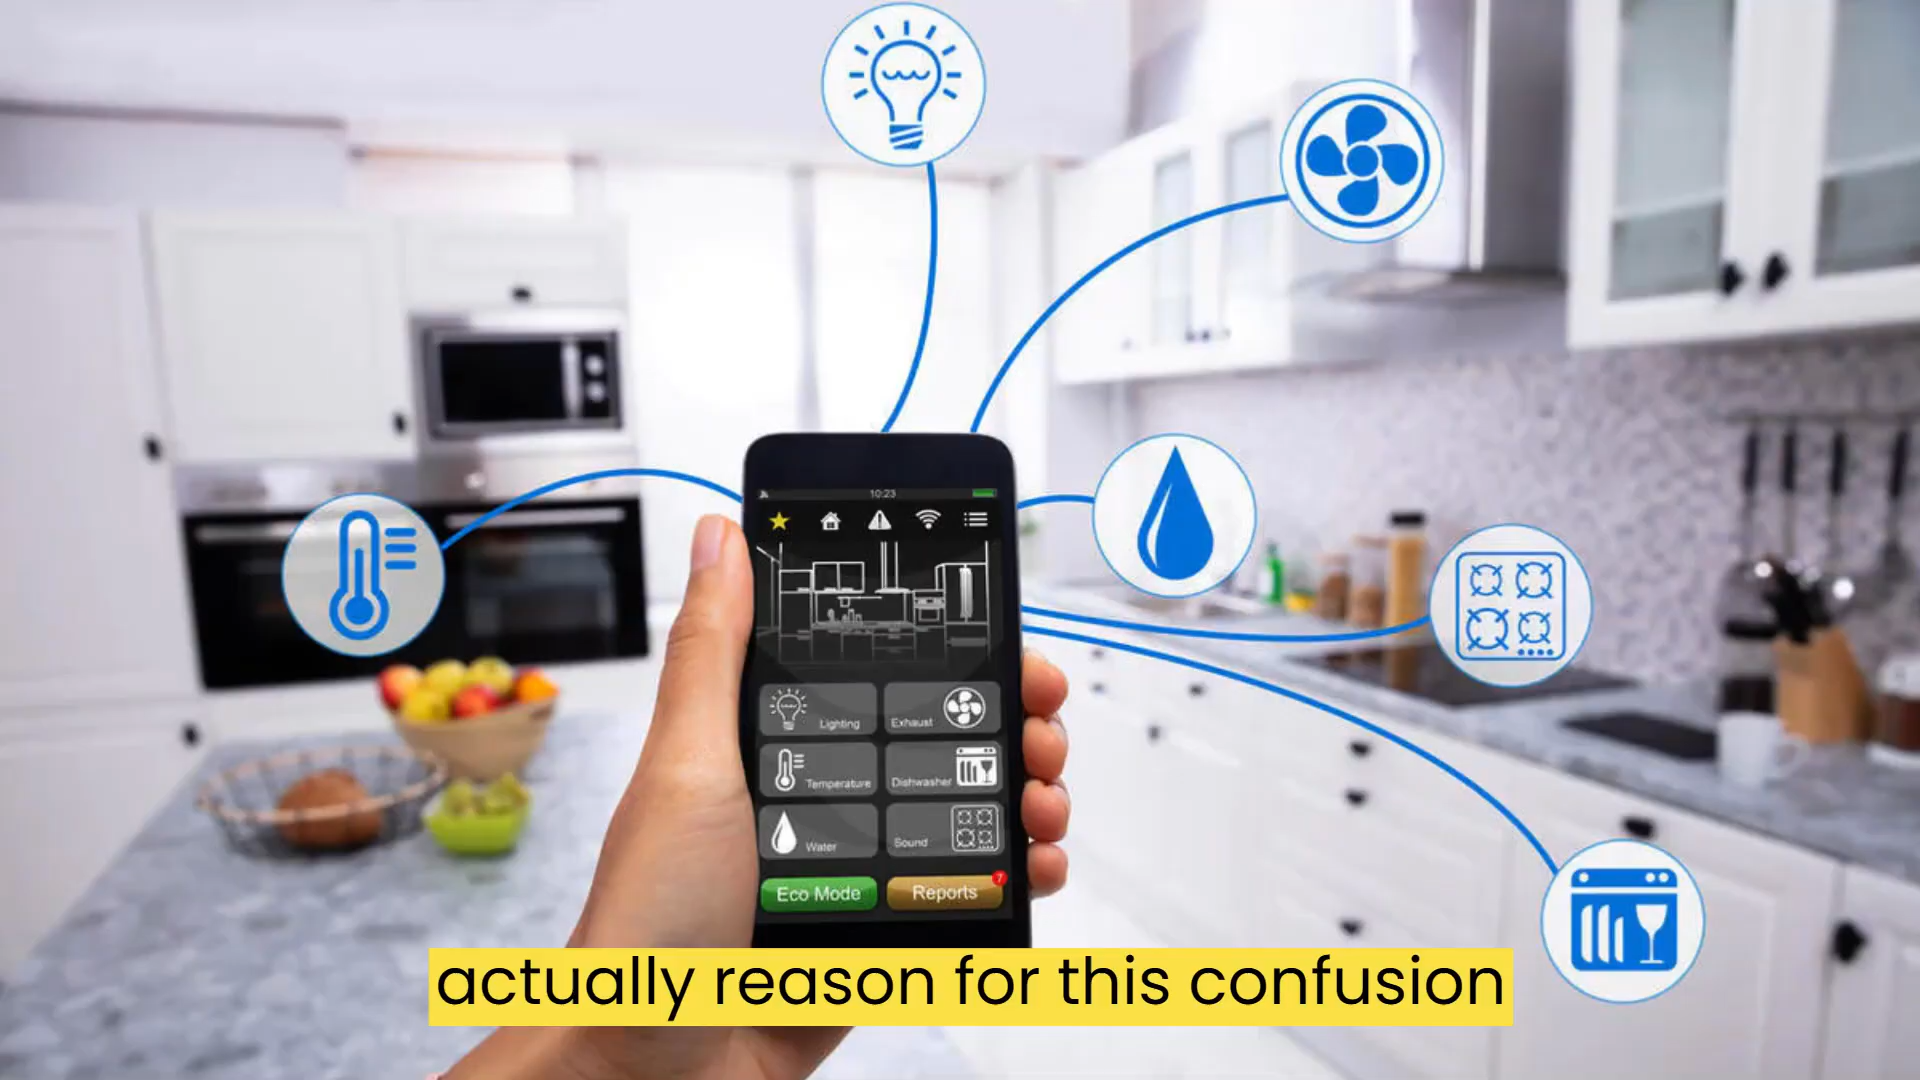 10:23
Lighting
Exhaust
Temperature
Dishwasher
Water
Sound
Eco Mode
Reports
7
actually reason for this confusion